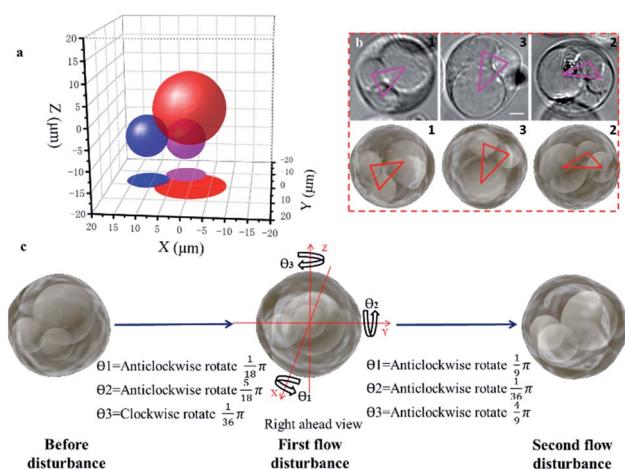 a
20
15
10
5
0
-5
-10
-15
-20
Z
(μm)
20 15 10 5 0 -5 -10 -15 -20
X (μm)
-20
-10
0
10
20
Y (μm)
b
1 3 2
1 3 2
c
Z
Θ3
Θ2
Y
X
Θ1
Θ1=Anticlockwise rotate 1/18 π
Θ2=Anticlockwise rotate 5/18 π
Θ3=Clockwise rotate 1/36 π
Right ahead view
Θ1=Anticlockwise rotate 1/9 π
Θ2=Anticlockwise rotate 1/36 π
Θ3=Anticlockwise rotate 4/9 π
Before
disturbance
First flow
disturbance
Second flow
disturbance